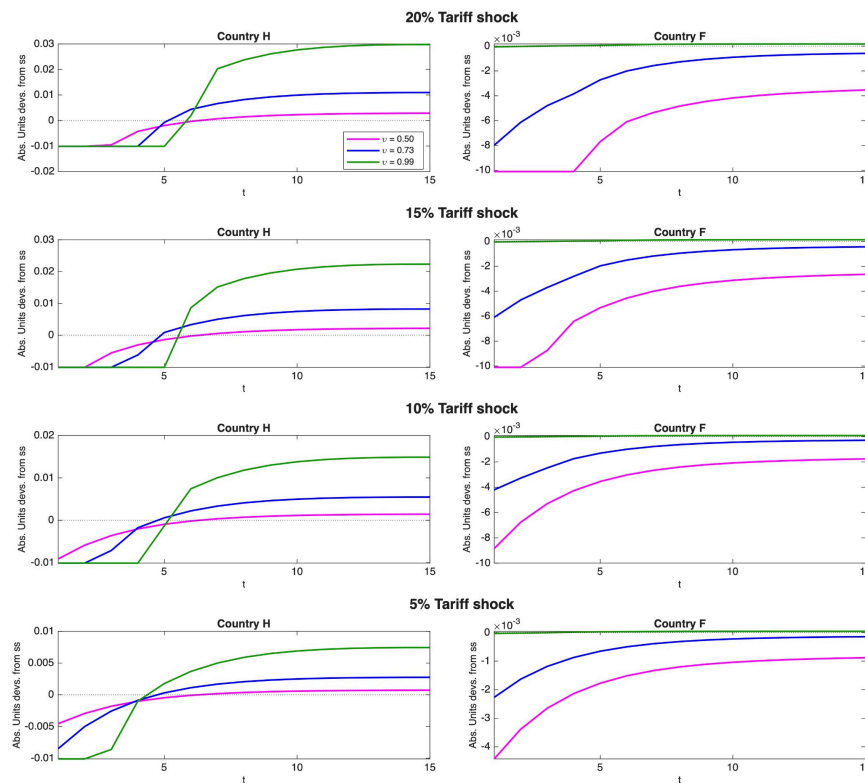 20% Tariff shock
Country H
Country F
Abs. Units devs. from ss
0.03
0.02
0.01
0
-0.01
-0.02
5
10
15
t
υ = 0.50
υ = 0.73
υ = 0.99
×10⁻³
0
-2
-4
-6
-8
-10
5
10
1
t
15% Tariff shock
Country H
Country F
Abs. Units devs. from ss
0.03
0.02
0.01
0
-0.01
5
10
15
t
Abs. Units devs. from ss
×10⁻³
0
-2
-4
-6
-8
-10
5
10
1
t
10% Tariff shock
Country H
Country F
Abs. Units devs. from ss
0.02
0.01
0
-0.01
5
10
15
t
Abs. Units devs. from ss
×10⁻³
0
-2
-4
-6
-8
-10
5
10
1
t
5% Tariff shock
Country H
Country F
Abs. Units devs. from ss
0.01
0.005
0
-0.005
-0.01
5
10
15
t
Abs. Units devs. from ss
×10⁻³
0
-1
-2
-3
-4
5
10
1
t